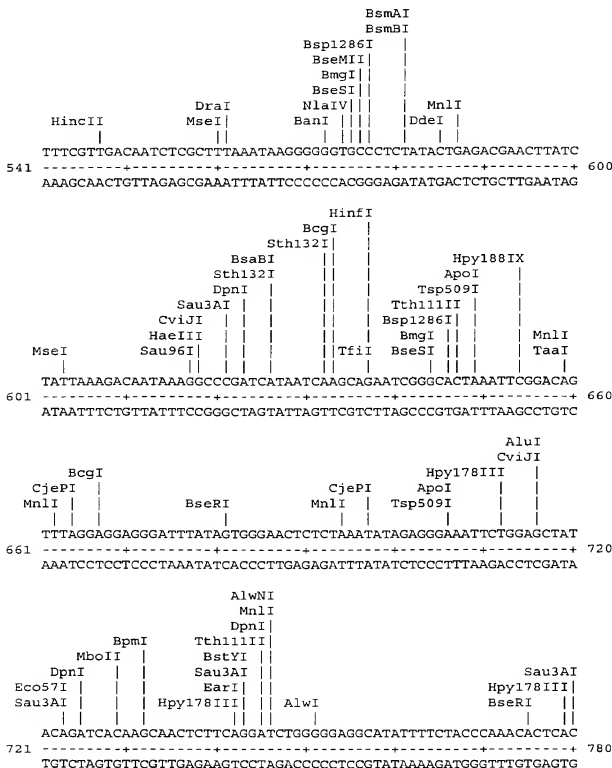 BsmAI
BsmBI
Bsp1286I
BseMII
BmgI
BseSI
DraI NlaIV MnlI
HincII MseI BanI DdeI
TTTCGTTGACAATCTCGCTTTAAATAAGGGGGGTGCCCTCTATACTGAGACGAACTTATC
541 ---------+---------+---------+---------+---------+---------+ 600
AAAGCAACTGTTAGAGCGAAATTTATTCCCCCCACGGGAGATATGACTCTGCTTGAATAG
HinfI
BcgI
Sth132I
BsaBI Hpy188IX
Sth132I ApoI
DpnI Tsp509I
Sau3AI Tth111II
CviJI Bsp1286I
HaeIII BmgI MnlI
MseI Sau96I TfiI BseSI TaaI
TATTAAAGACAATAAAGGCCCGATCATAATCAAGCAGAATCGGGCACTAAATTCGGACAG
601 ---------+---------+---------+---------+---------+---------+ 660
ATAATTTCTGTTATTTCCGGGCTAGTATTAGTTCGTCTTAGCCCGTGATTTAAGCCTGTC
AluI
CviJI
BcgI Hpy178III
CjePI CjePI ApoI
MnlI BseRI MnlI Tsp509I
TTTAGGAGGAGGGATTTATAGTGGGAACTCTCTAAATATAGAGGGAAATTCTGGAGCTAT
661 ---------+---------+---------+---------+---------+---------+ 720
AAATCCTCCTCCCTAAATATCACCCTTGAGAGATTTATATCTCCCTTTAAGACCTCGATA
AlwNI
MnlI
DpnI
BpmI Tth111II
MboII BstYI
DpnI Sau3AI Sau3AI
Eco57I EarI Hpy178III
Sau3AI Hpy178III AlwI BseRI
ACAGATCACAAGCAACTCTTCAGGATCTGGGGGAGGCATATTTTCTACCCAAACACTCAC
721 ---------+---------+---------+---------+---------+---------+ 780
TGTCTAGTGTTCGTTGAGAAGTCCTAGACCCCCTCCGTATAAAAGATGGGTTTGTGAGTG